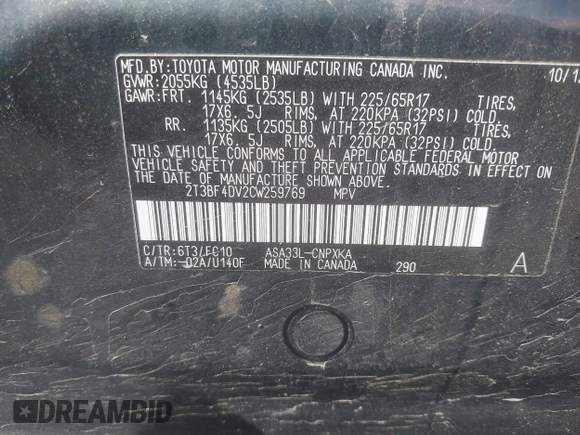 MFD.BY:TOYOTA MOTOR MANUFACTURING CANADA INC. 10/1
GVWR:2055KG (4535LB)
GAWR:FRT. 1145KG (2535LB) WITH 225/65R17 TIRES,
17X6. 5J RIMS, AT 220KPA (32PSI) COLD.
RR. 1135KG (2505LB) WITH 225/65R17 TIRES,
17X6. 5J RIMS, AT 220KPA (32PSI) COLD.
THIS VEHICLE CONFORMS TO ALL APPLICABLE FEDERAL MOTOR
VEHICLE SAFETY AND THEFT PREVENTION STANDARDS IN EFFECT ON
THE DATE OF MANUFACTURE SHOWN ABOVE.
2T3BF4DV2CW259769 MPV
C/TR:6T3/FC10 ASA33L-CNPXKA
A/TM:-02A/U140F MADE IN CANADA 290 A
DREAMBID